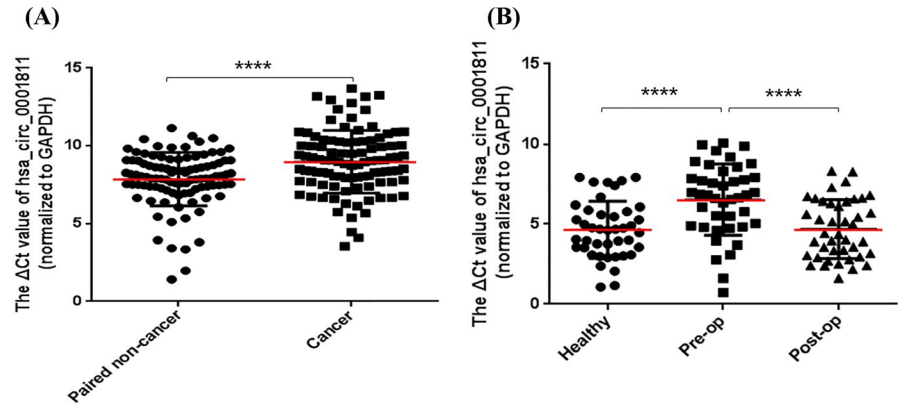 (A)
The ΔCt value of hsa_circ_0001811
(normalized to GAPDH)
15
10
5
0
****
Paired non-cancer
Cancer
(B)
The ΔCt value of hsa_circ_0001811
(normalized to GAPDH)
15
10
5
0
****
****
Healthy
Pre-op
Post-op